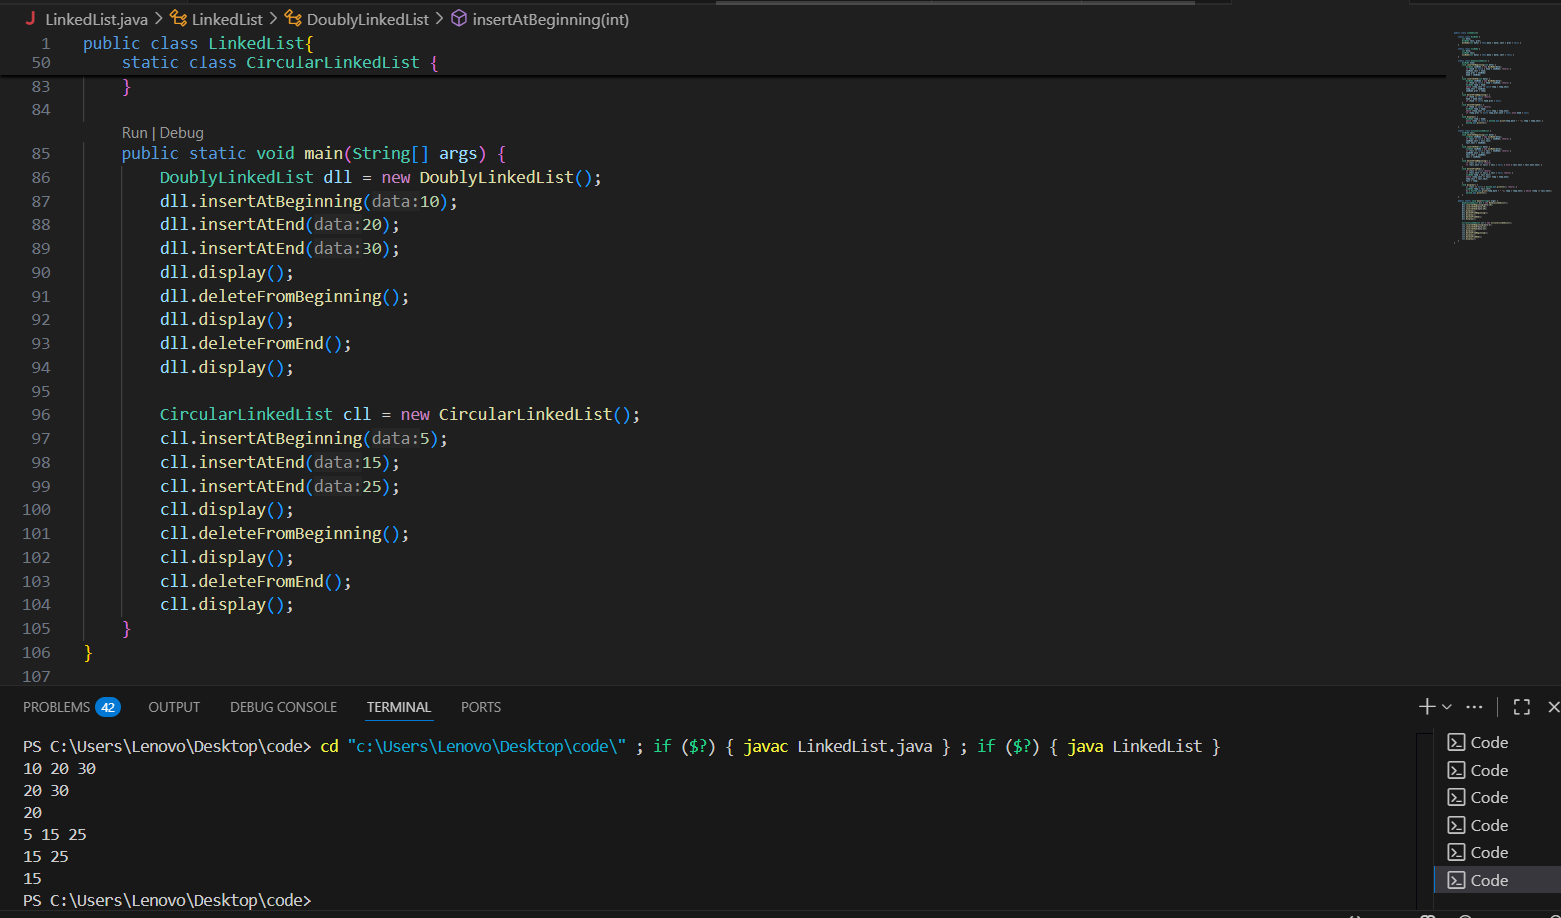 LinkedList.java > LinkedList > DoublyLinkedList > insertAtBeginning(int)
1 public class LinkedList{
50 static class CircularLinkedList {
83 }
84
Run | Debug
85 public static void main(String[] args) {
86 DoublyLinkedList dll = new DoublyLinkedList();
87 dll.insertAtBeginning(data:10);
88 dll.insertAtEnd(data:20);
89 dll.insertAtEnd(data:30);
90 dll.display();
91 dll.deleteFromBeginning();
92 dll.display();
93 dll.deleteFromEnd();
94 dll.display();
95
96 CircularLinkedList cll = new CircularLinkedList();
97 cll.insertAtBeginning(data:5);
98 cll.insertAtEnd(data:15);
99 cll.insertAtEnd(data:25);
100 cll.display();
101 cll.deleteFromBeginning();
102 cll.display();
103 cll.deleteFromEnd();
104 cll.display();
105 }
106 }
107
PROBLEMS 42 OUTPUT DEBUG CONSOLE TERMINAL PORTS
PS C:\Users\Lenovo\Desktop\code> cd "c:\Users\Lenovo\Desktop\code\" ; if ($?) { javac LinkedList.java } ; if ($?) { java LinkedList }
10 20 30
20 30
20
5 15 25
15 25
15
PS C:\Users\Lenovo\Desktop\code>
Code
Code
Code
Code
Code
Code